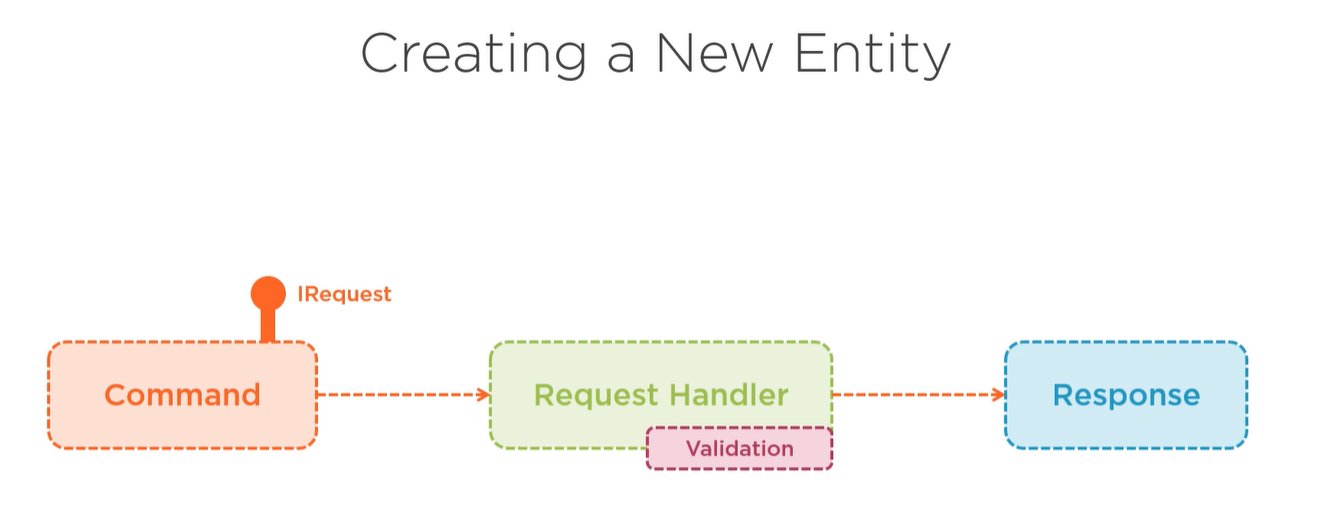 Creating a New Entity
IRequest
Command
Request Handler
Response
Validation